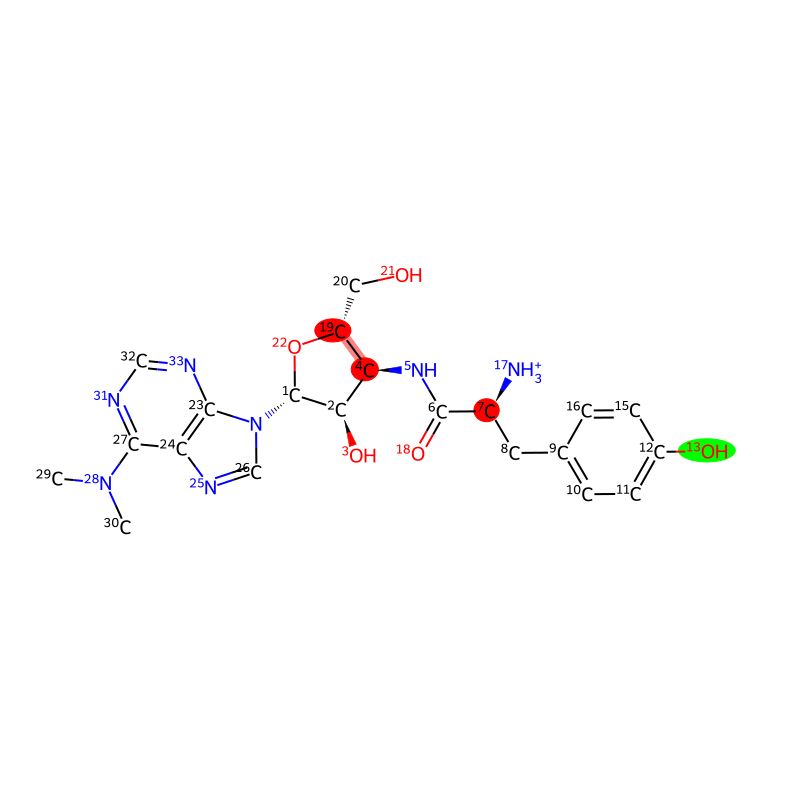 20C 21OH
22O 19C
32C 33N 4C 5NH 17NH3+
31N 1C 16C 15C
23C N 2C 6C 7C
27C 24C 3OH 18O 8C 9C 12C 13OH
29C 28N 25N 26C 10C 11C
30C